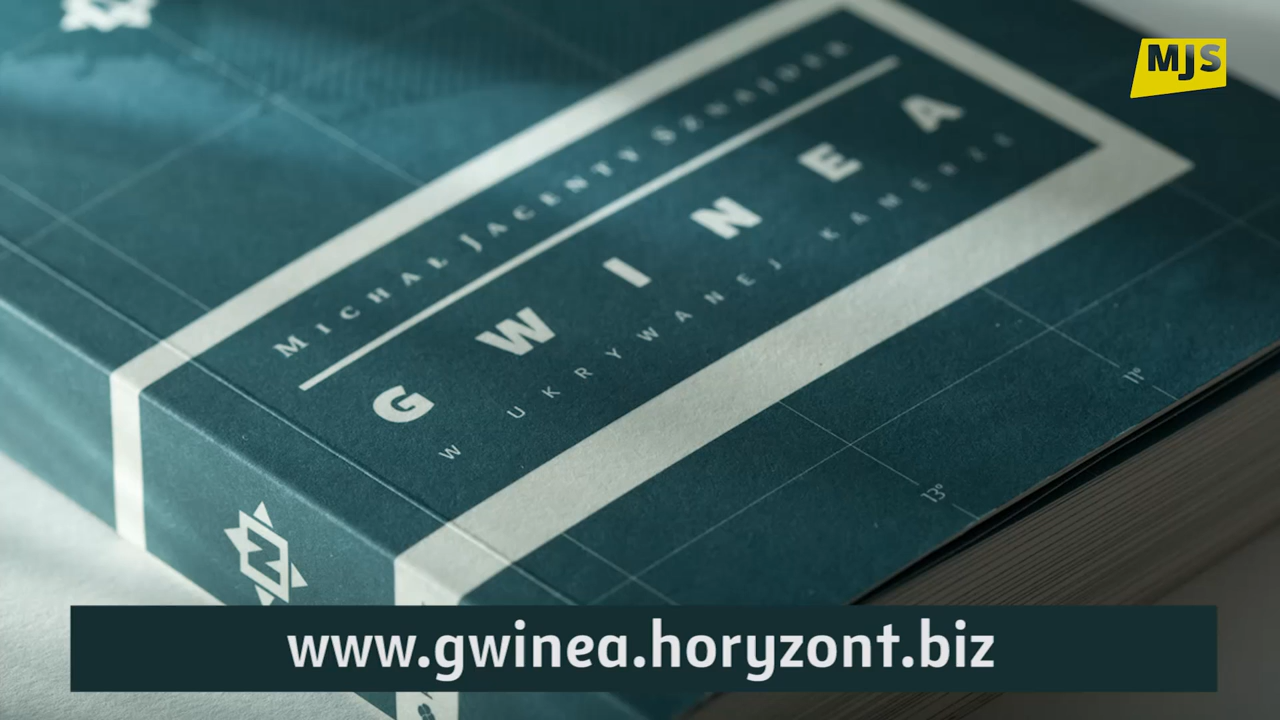 MJS
MICHAŁ JACENTY SZNAJDER
GWINEA
W UKRYWANEJ KAMERZE
11°
13°
N
www.gwinea.horyzont.biz